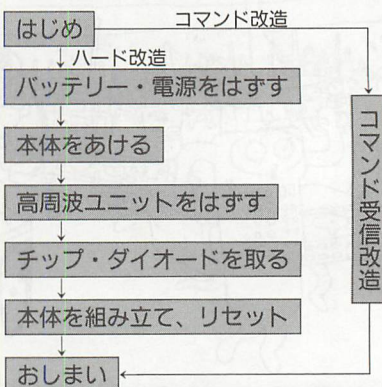 はじめ
コマンド改造
ハード改造
バッテリー・電源をはずす
本体をあける
高周波ユニットをはずす
チップ・ダイオードを取る
本体を組み立て、リセット
おしまい
コマンド受信改造